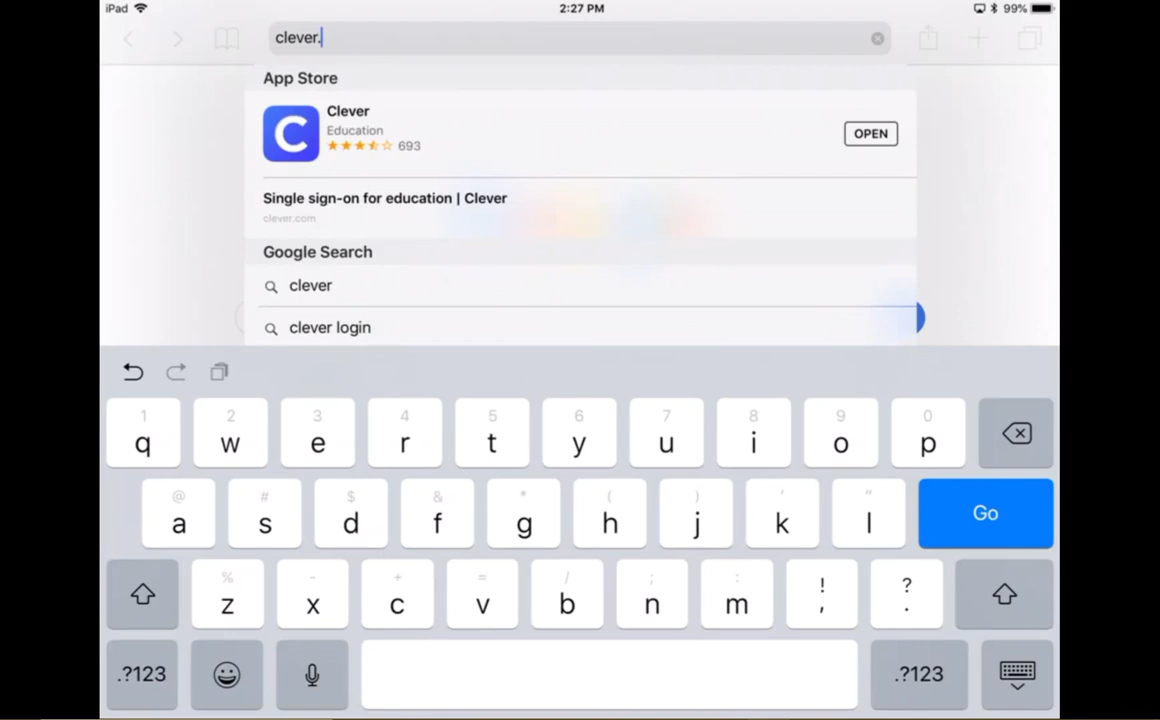 iPad 2:27 PM 99%
clever.
App Store
Clever
Education
693
OPEN
Single sign-on for education | Clever
clever.com
Google Search
clever
clever login
1 2 3 4 5 6 7 8 9 0
q w e r t y u i o p
@ # $ & * ( ) ' "
a s d f g h j k l Go
% - + = / ; : ! ?
z x c v b n m , .
.?123 .?123